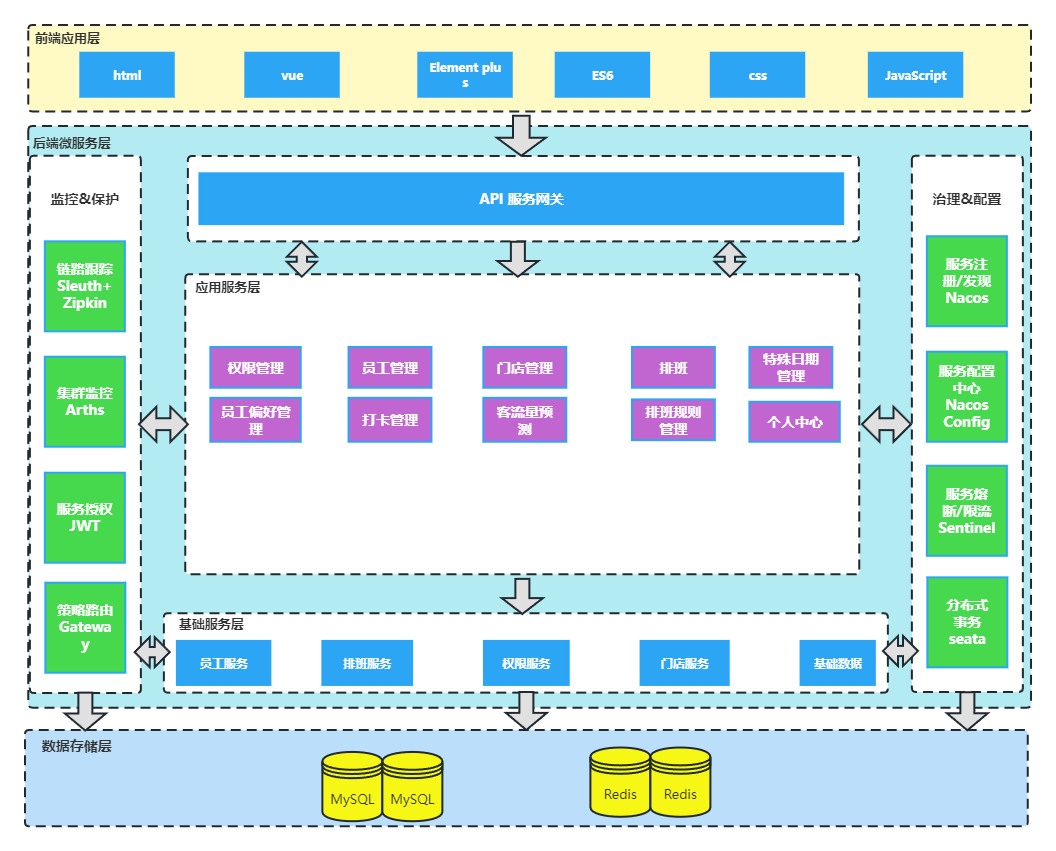 前端应用层
html
vue
Element plu
s
ES6
css
JavaScript
后端微服务层
监控&保护
链路跟踪
Sleuth+
Zipkin
集群监控
Arths
服务授权
JWT
策略路由
Gatewa
y
API 服务网关
应用服务层
权限管理
员工管理
门店管理
排班
特殊日期
管理
员工偏好管
理
打卡管理
客流量预
测
排班规则
管理
个人中心
基础服务层
员工服务
排班服务
权限服务
门店服务
基础数据
治理&配置
服务注
册/发现
Nacos
服务配置
中心
Nacos
Config
服务熔
断/限流
Sentinel
分布式
事务
seata
数据存储层
MySQL
MySQL
Redis
Redis